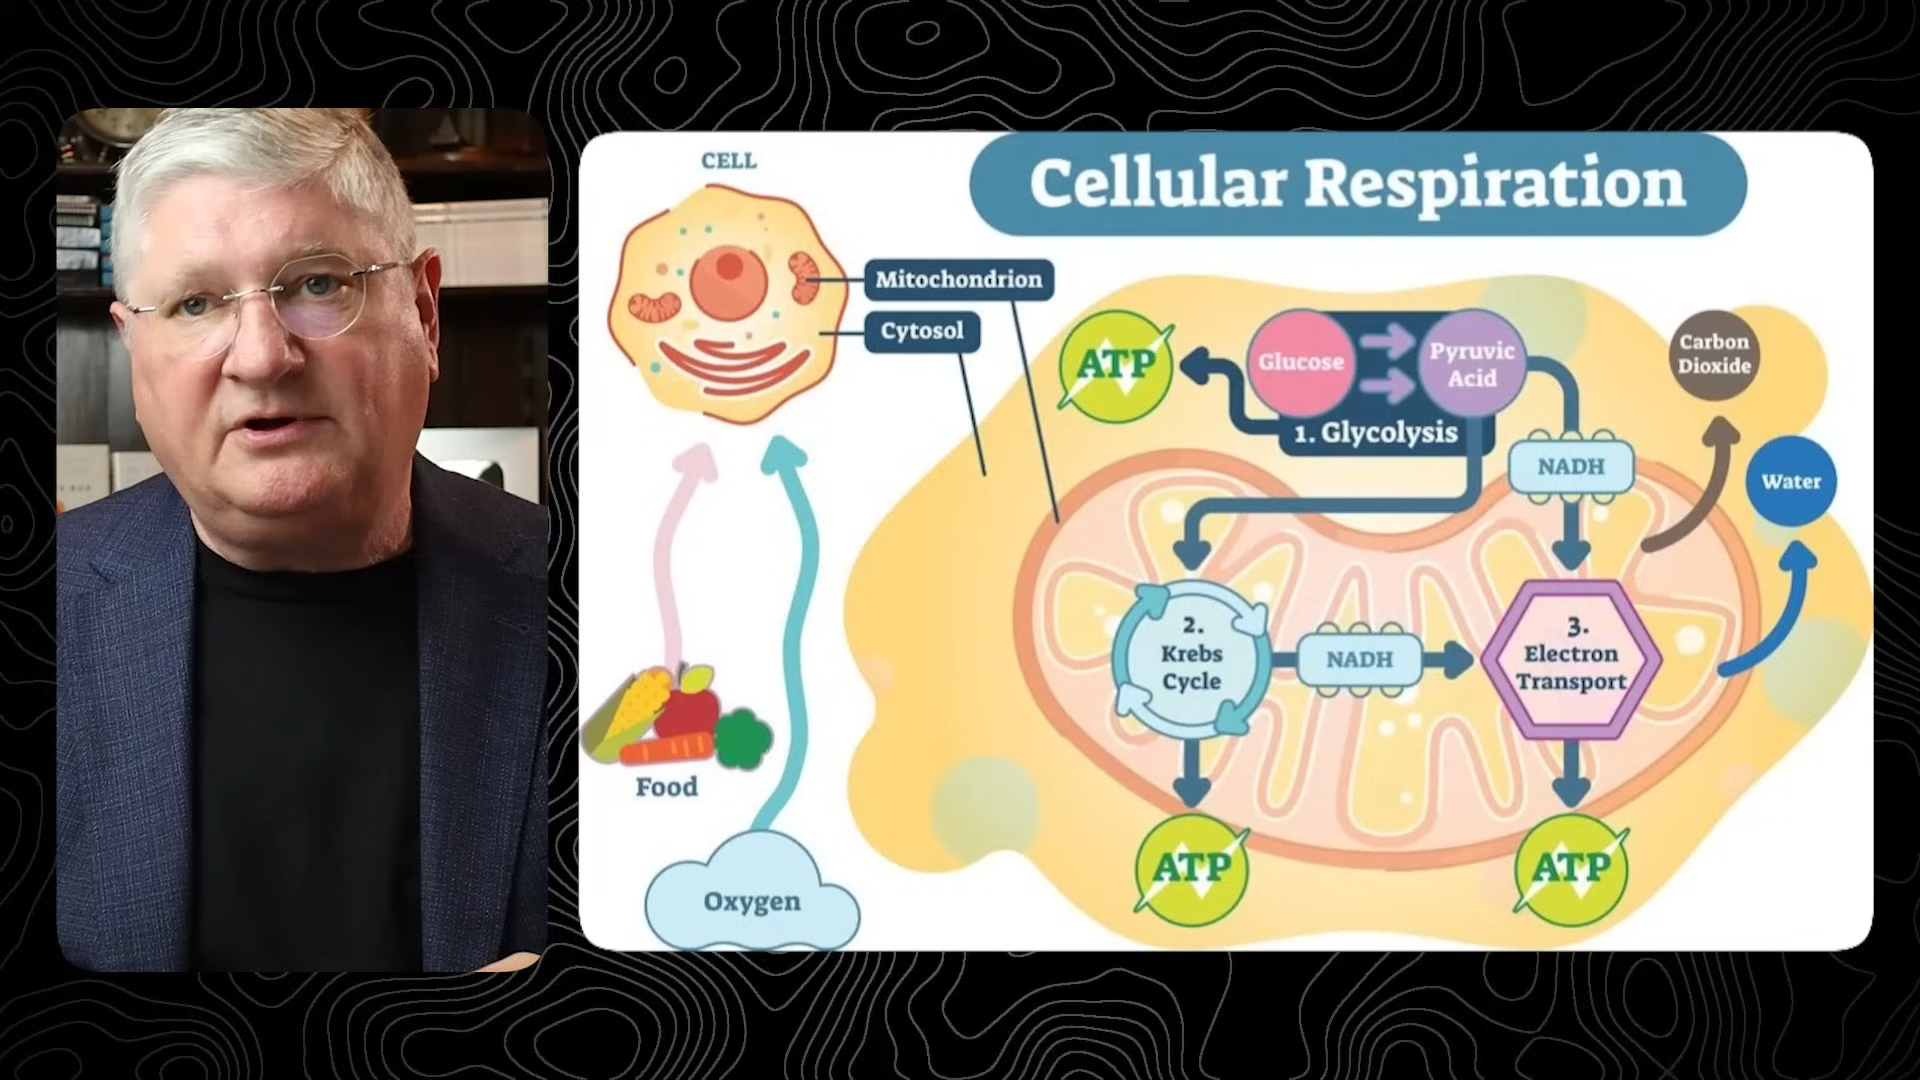 CELL
Cellular Respiration
Mitochondrion
Cytosol
ATP
Glucose
Pyruvic
Acid
1. Glycolysis
Carbon
Dioxide
NADH
Water
2.
Krebs
Cycle
NADH
3.
Electron
Transport
Food
ATP
ATP
Oxygen